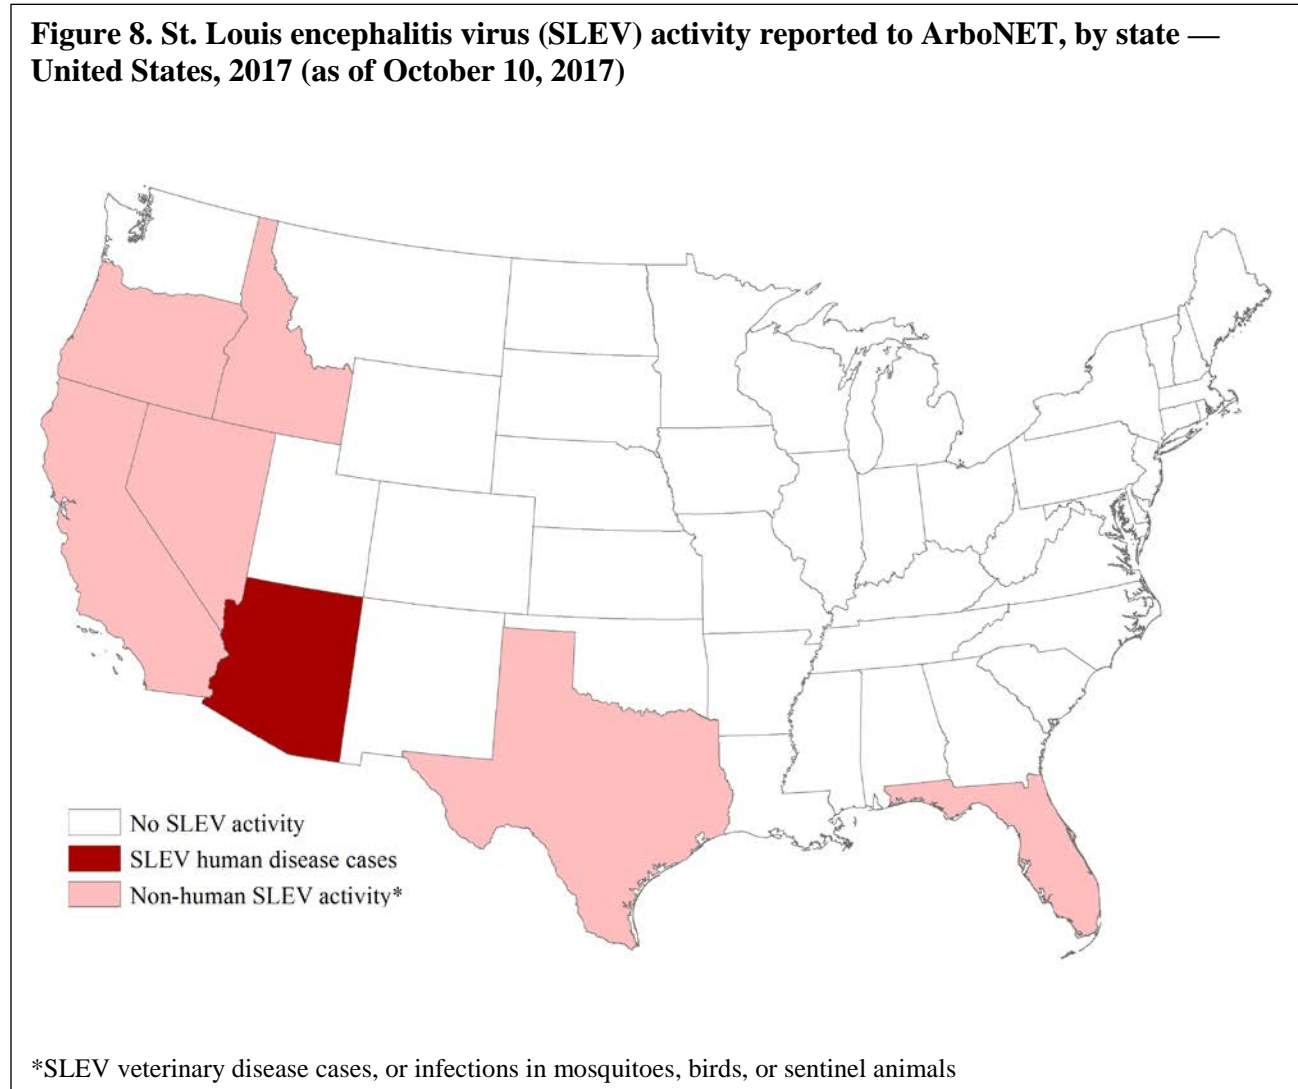 Figure 8. St. Louis encephalitis virus (SLEV) activity reported to ArboNET, by state —
United States, 2017 (as of October 10, 2017)
No SLEV activity
SLEV human disease cases
Non-human SLEV activity*
*SLEV veterinary disease cases, or infections in mosquitoes, birds, or sentinel animals